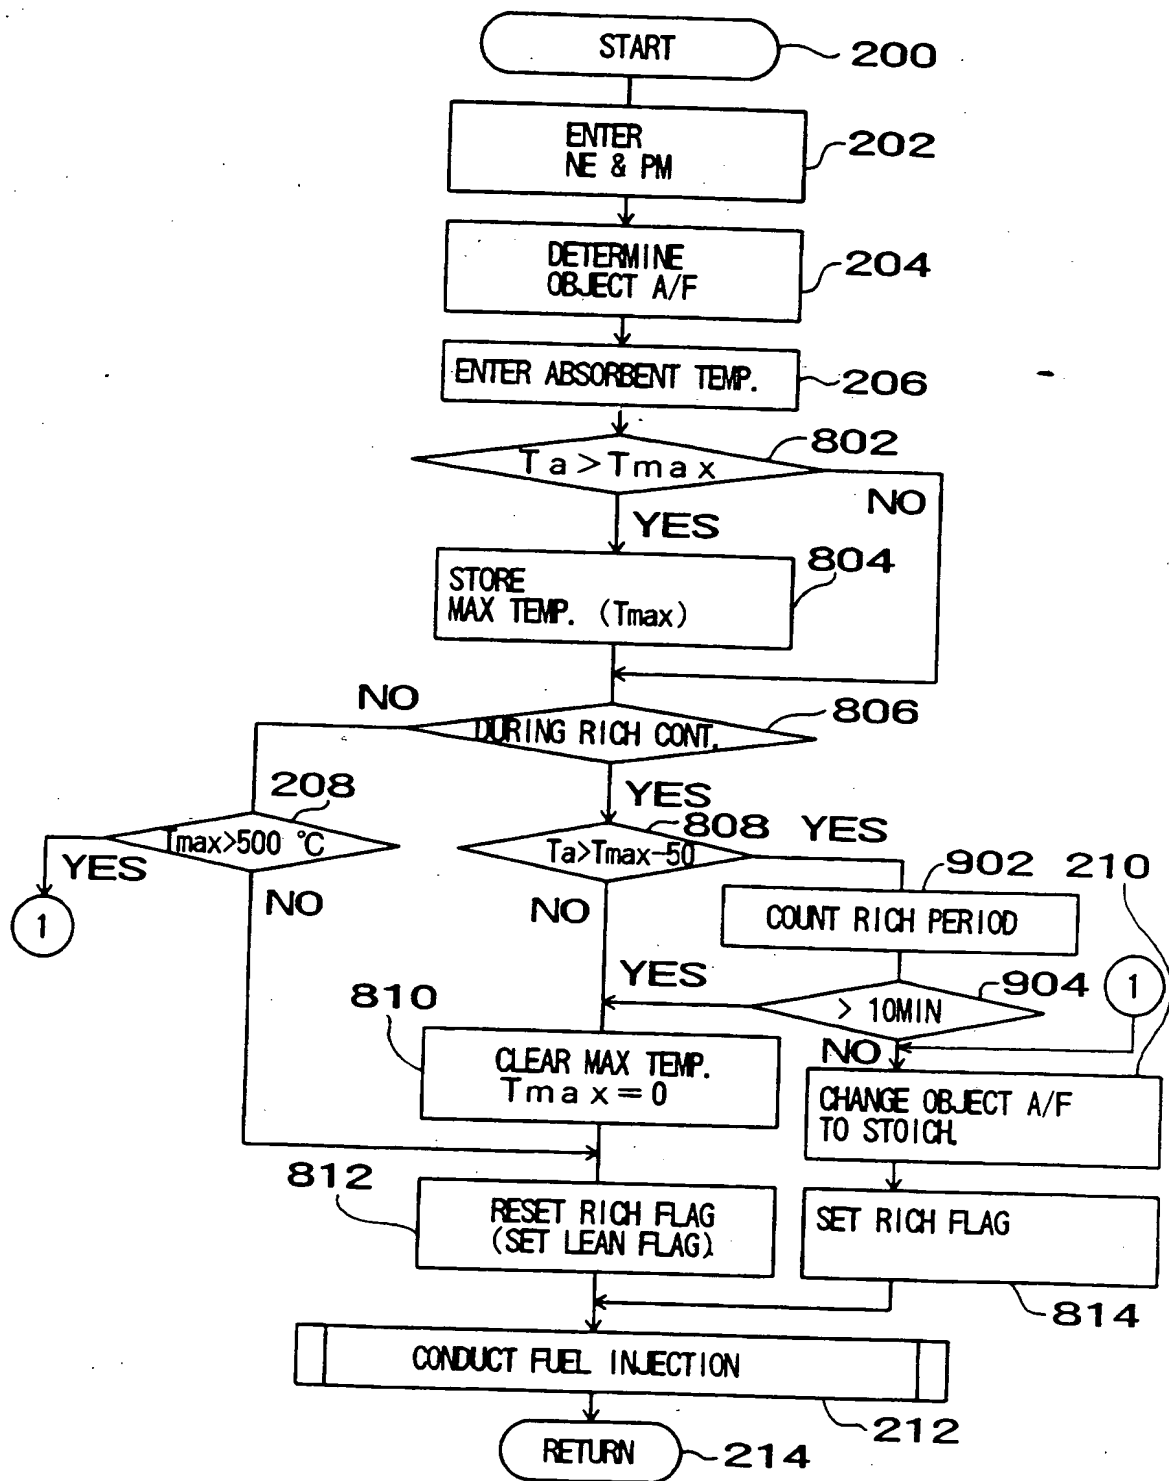 START
200
ENTER
NE & PM
202
DETERMINE
OBJECT A/F
204
ENTER ABSORBENT TEMP.
206
802
Ta>Tmax
NO
YES
804
STORE
MAX TEMP. (Tmax)
NO
806
DURING RICH CONT.
208
YES
808
YES
Tmax>500 °C
Ta>Tmax-50
210
YES
902
1
NO
NO
COUNT RICH PERIOD
YES
904
1
> 10MIN
810
NO
CLEAR MAX TEMP.
Tmax=0
CHANGE OBJECT A/F
TO STOICH.
812
RESET RICH FLAG
(SET LEAN FLAG).
SET RICH FLAG
814
CONDUCT FUEL INJECTION
212
RETURN
214